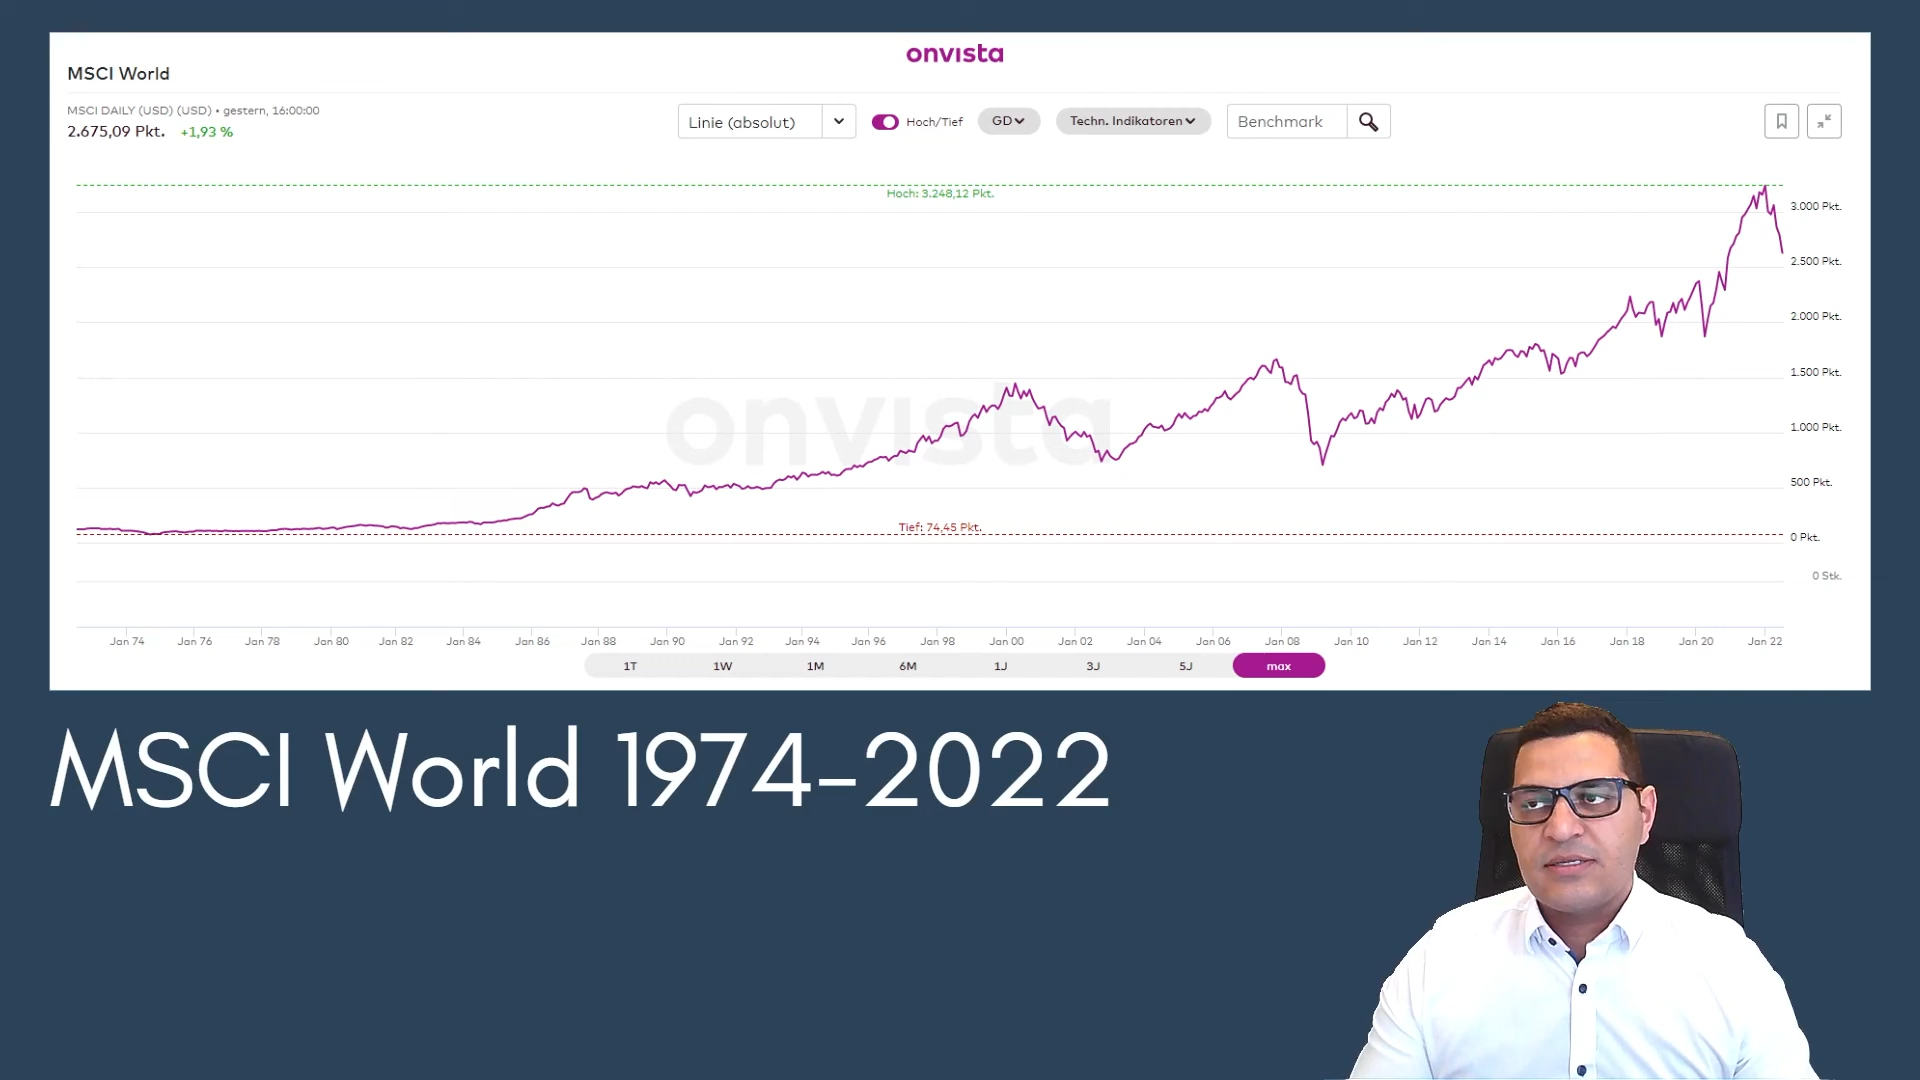 onvista
MSCI World
MSCI DAILY (USD) (USD) • gestern, 16:00:00
2.675,09 Pkt. +1,93 %
Linie (absolut) Hoch/Tief GD Techn. Indikatoren Benchmark
Hoch: 3.248,12 Pkt.
3.000 Pkt.
2.500 Pkt.
2.000 Pkt.
1.500 Pkt.
onvista
1.000 Pkt.
500 Pkt.
Tief: 74,45 Pkt.
0 Pkt.
0 Stk.
Jan 74 Jan 76 Jan 78 Jan 80 Jan 82 Jan 84 Jan 86 Jan 88 Jan 90 Jan 92 Jan 94 Jan 96 Jan 98 Jan 00 Jan 02 Jan 04 Jan 06 Jan 08 Jan 10 Jan 12 Jan 14 Jan 16 Jan 18 Jan 20 Jan 22
1T 1W 1M 6M 1J 3J 5J max
MSCI World 1974-2022